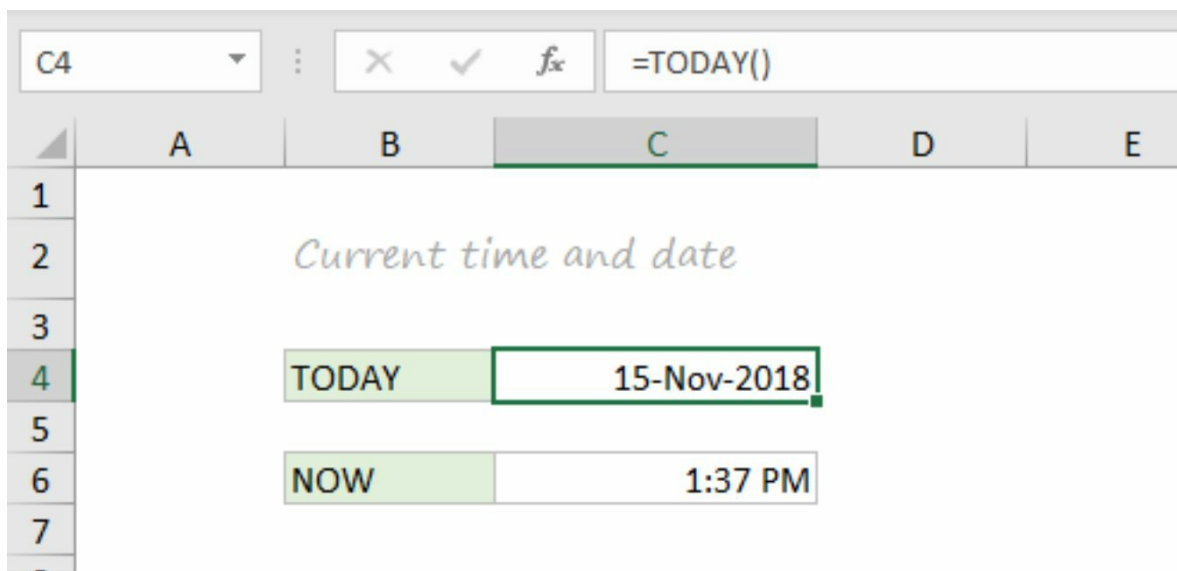 C4 fx =TODAY()
A B C D E
1
2 Current time and date
3
4 TODAY 15-Nov-2018
5
6 NOW 1:37 PM
7